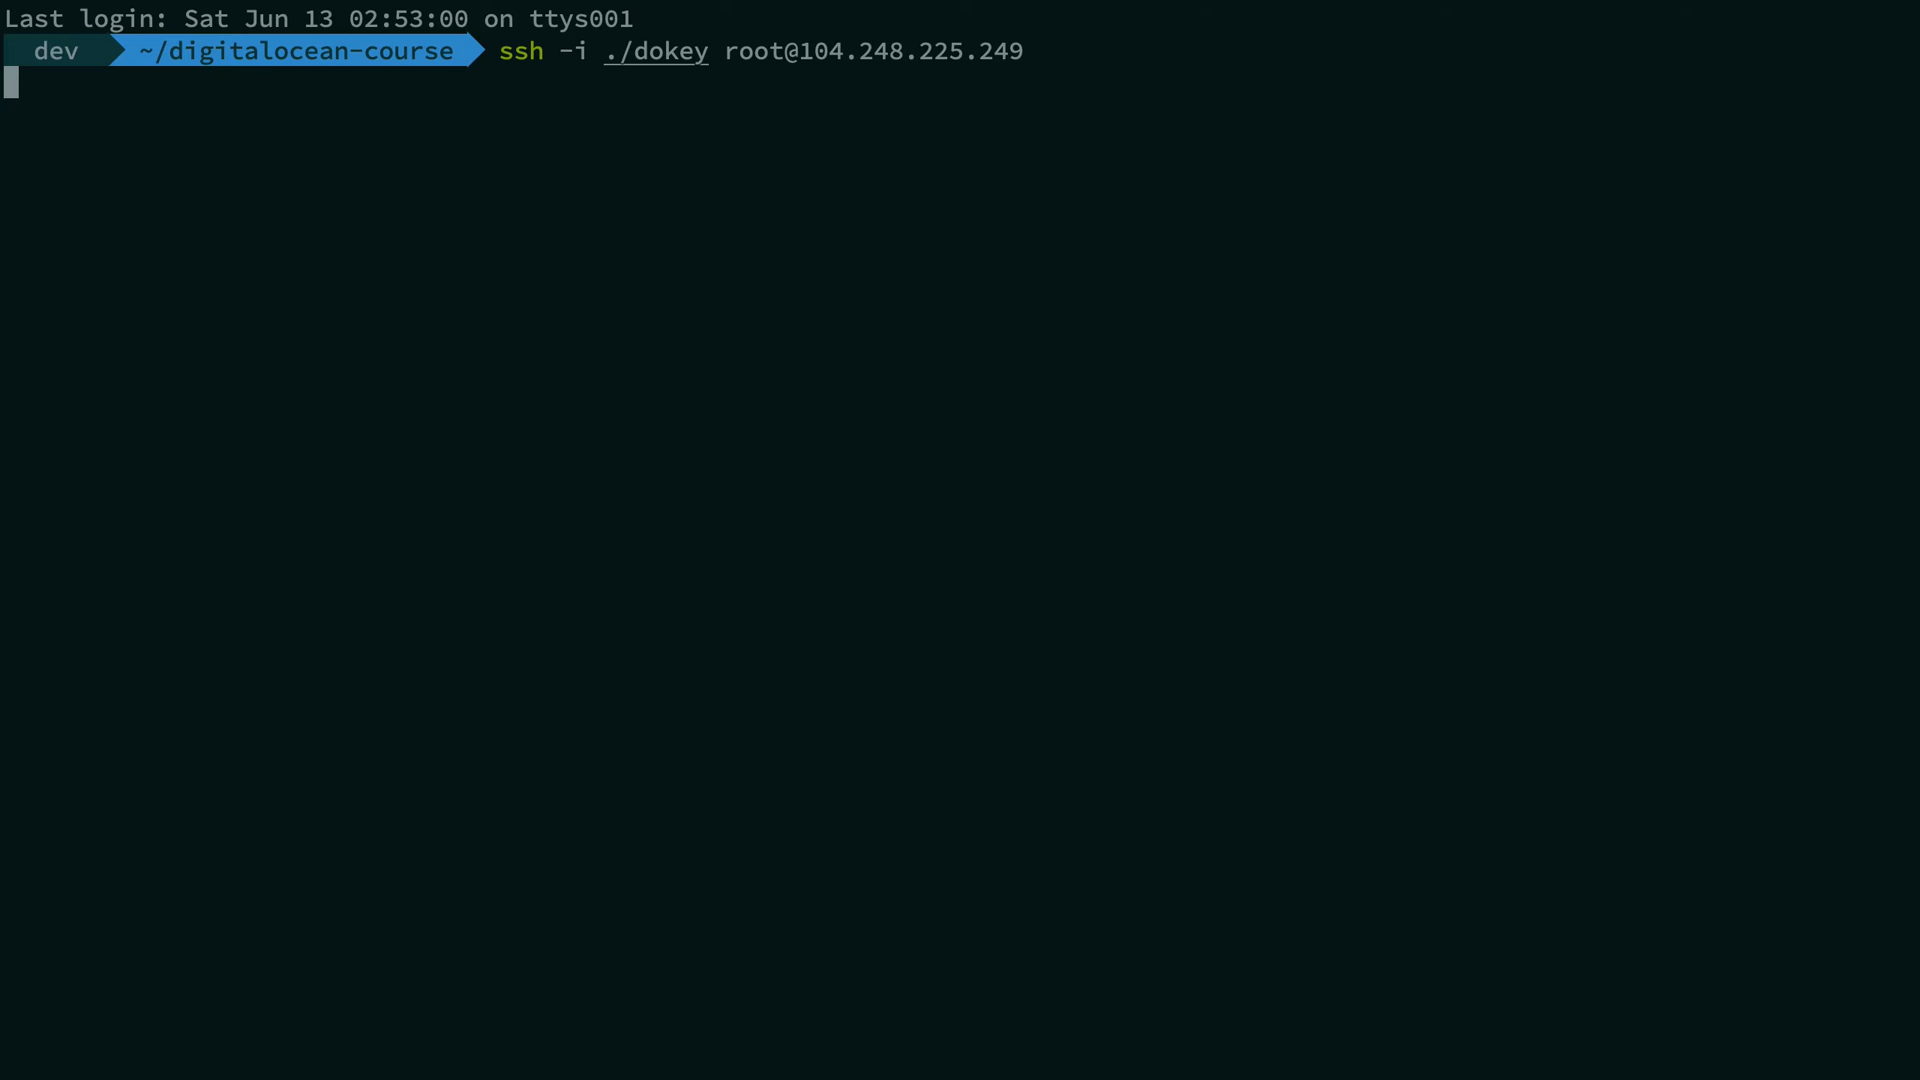 Last login: Sat Jun 13 02:53:00 on ttys001
dev ~/digitalocean-course ssh -i ./dokey root@104.248.225.249